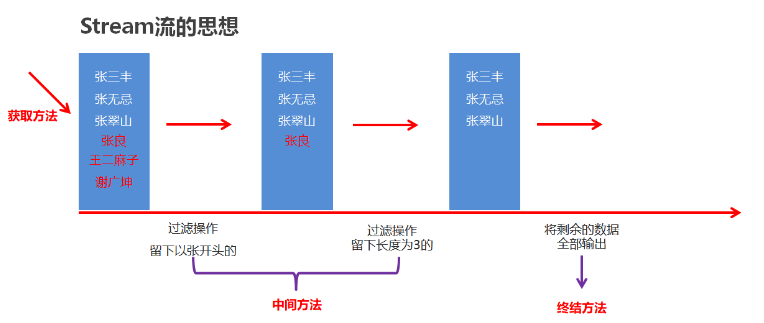 Stream流的思想
获取方法
张三丰
张无忌
张翠山
张良
王二麻子
谢广坤
张三丰
张无忌
张翠山
张良
张三丰
张无忌
张翠山
过滤操作
留下以张开头的
过滤操作
留下长度为3的
将剩余的数据
全部输出
中间方法
终结方法